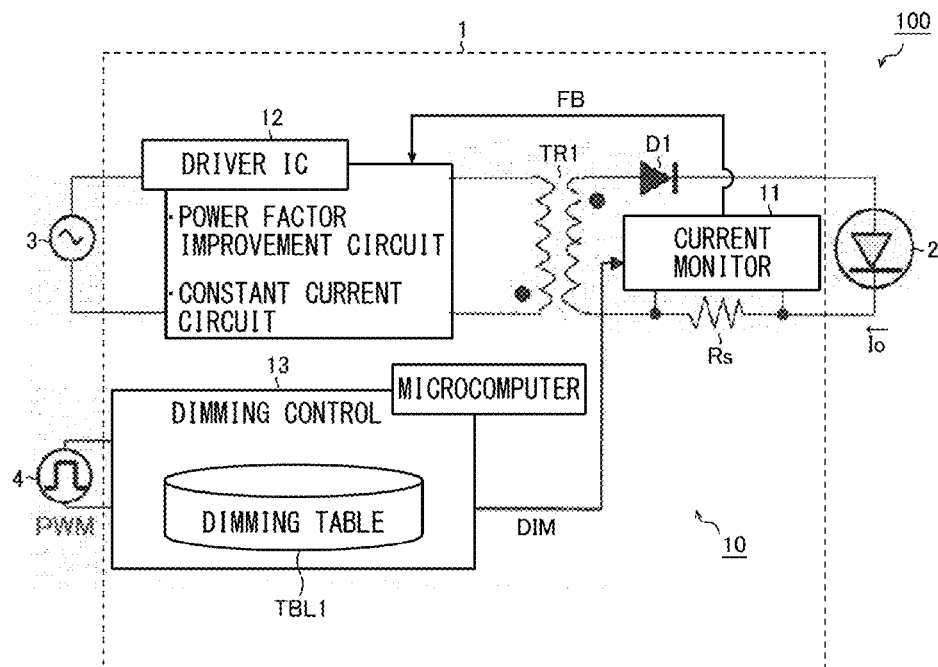 100
1
FB
12
DRIVER IC
TR1
D1
11
3
・POWER FACTOR
IMPROVEMENT CIRCUIT
・CONSTANT CURRENT
CIRCUIT
CURRENT
MONITOR
2
Rs
Io
13
MICROCOMPUTER
DIMMING CONTROL
4
PWM
DIMMING TABLE
DIM
10
TBL1